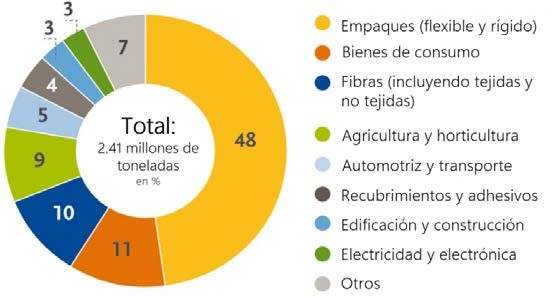 3
3
7
4
5
9
10
11
48
Total:
2.41 millones de
toneladas
en %
Empaques (flexible y rígido)
Bienes de consumo
Fibras (incluyendo tejidas y
no tejidas)
Agricultura y horticultura
Automotriz y transporte
Recubrimientos y adhesivos
Edificación y construcción
Electricidad y electrónica
Otros